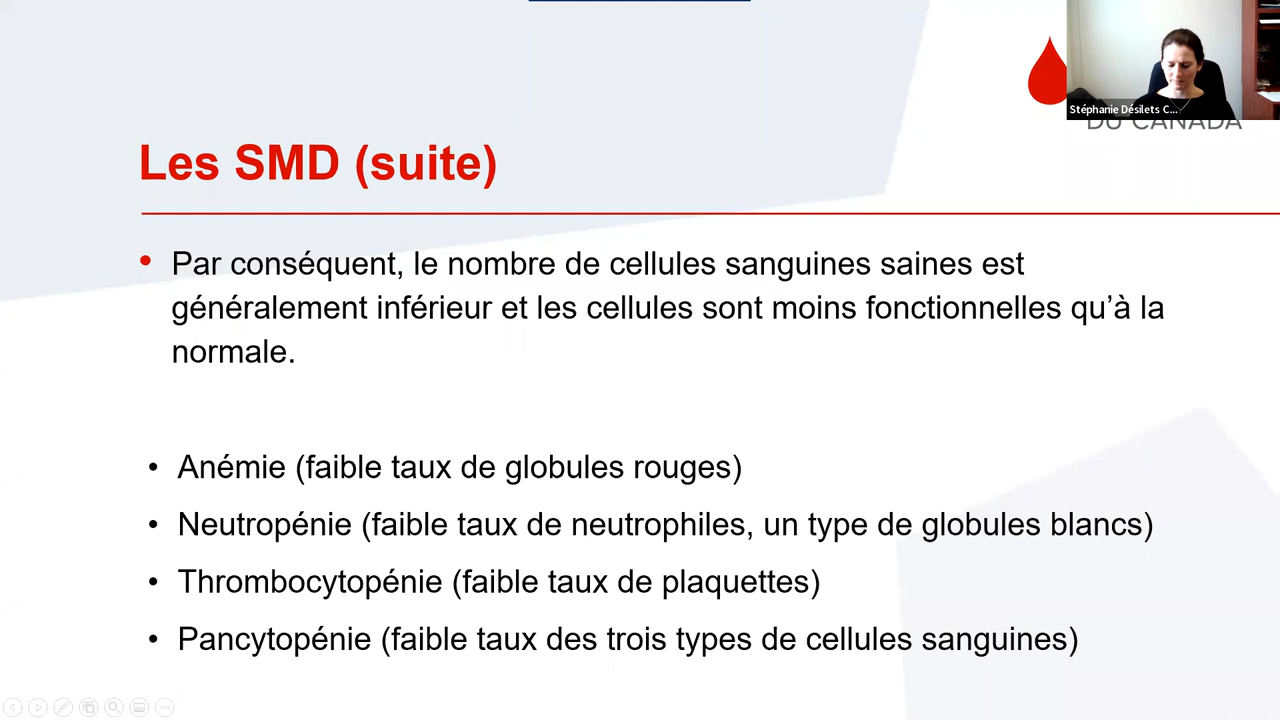 Stéphanie Désilets C...
DU CANADA
Les SMD (suite)
• Par conséquent, le nombre de cellules sanguines saines est
généralement inférieur et les cellules sont moins fonctionnelles qu’à la
normale.
• Anémie (faible taux de globules rouges)
• Neutropénie (faible taux de neutrophiles, un type de globules blancs)
• Thrombocytopénie (faible taux de plaquettes)
• Pancytopénie (faible taux des trois types de cellules sanguines)